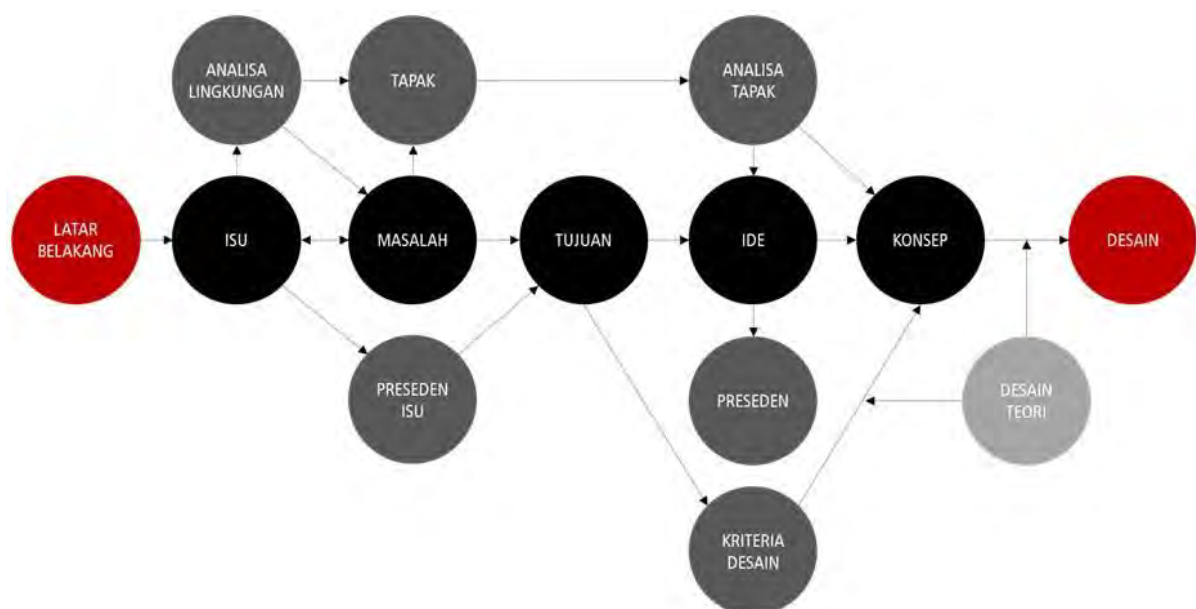 ANALISA
LINGKUNGAN
TAPAK
ANALISA
TAPAK
LATAR
BELAKANG
ISU
MASALAH
TUJUAN
IDE
KONSEP
DESAIN
PRESEDEN
ISU
PRESEDEN
DESAIN
TEORI
KRITERIA
DESAIN